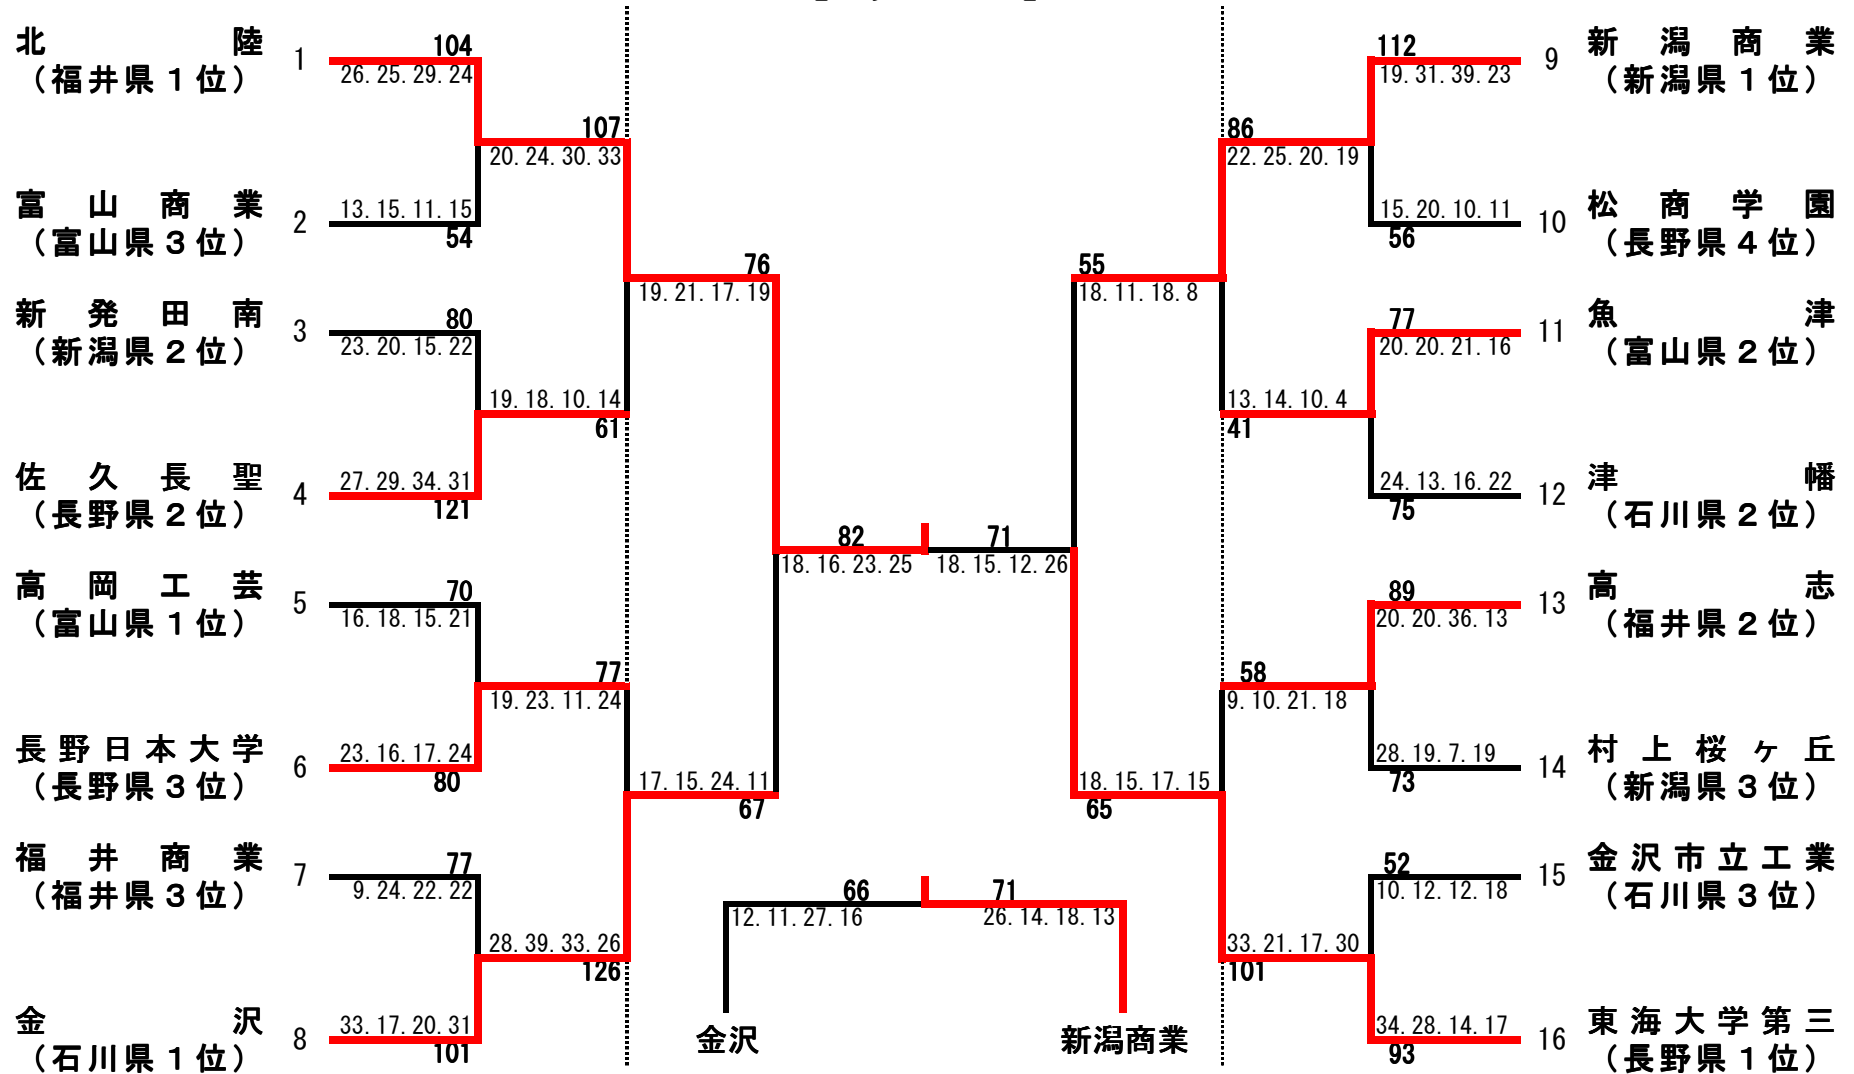 北陸
（福井県１位）
1
104
26. 25. 29. 24
富山商業
（富山県３位）
2
13. 15. 11. 15
54
新発田南
（新潟県２位）
3
80
23. 20. 15. 22
佐久長聖
（長野県２位）
4
27. 29. 34. 31
121
高岡工芸
（富山県１位）
5
70
16. 18. 15. 21
長野日本大学
（長野県３位）
6
23. 16. 17. 24
80
福井商業
（福井県３位）
7
77
9. 24. 22. 22
金沢
（石川県１位）
8
33. 17. 20. 31
101
107
20. 24. 30. 33
19. 18. 10. 14
61
77
19. 23. 11. 24
28. 39. 33. 26
126
76
19. 21. 17. 19
17. 15. 24. 11
67
82
18. 16. 23. 25
71
18. 15. 12. 26
66
12. 11. 27. 16
71
26. 14. 18. 13
金沢
新潟商業
55
18. 11. 18. 8
18. 15. 17. 15
65
86
22. 25. 20. 19
13. 14. 10. 4
41
58
9. 10. 21. 18
33. 21. 17. 30
101
112
19. 31. 39. 23
9
新潟商業
（新潟県１位）
15. 20. 10. 11
56
10
松商学園
（長野県４位）
77
20. 20. 21. 16
11
魚津
（富山県２位）
24. 13. 16. 22
75
12
津幡
（石川県２位）
89
20. 20. 36. 13
13
高志
（福井県２位）
28. 19. 7. 19
73
14
村上桜ヶ丘
（新潟県３位）
52
10. 12. 12. 18
15
金沢市立工業
（石川県３位）
34. 28. 14. 17
93
16
東海大学第三
（長野県１位）